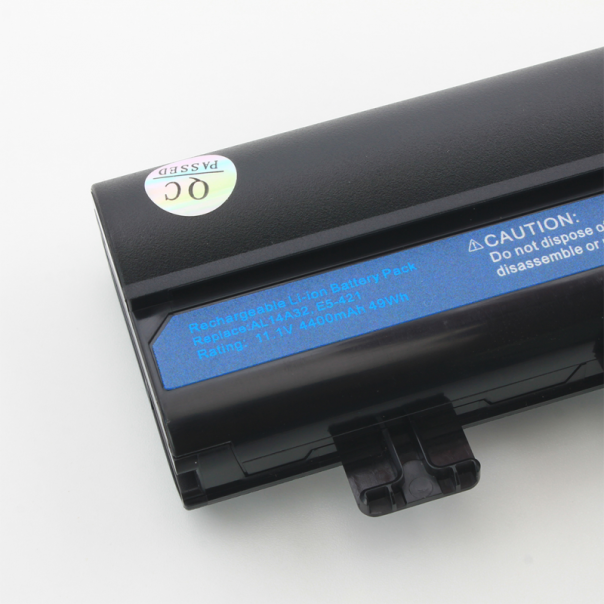 QC
PASSED
Rechargeable Li-ion Battery Pack
Replace:AL14A32, E5-421,
Rating: 11.1V 4400mAh 49Wh
⚠CAUTION:
Do not dispose o
disassemble or